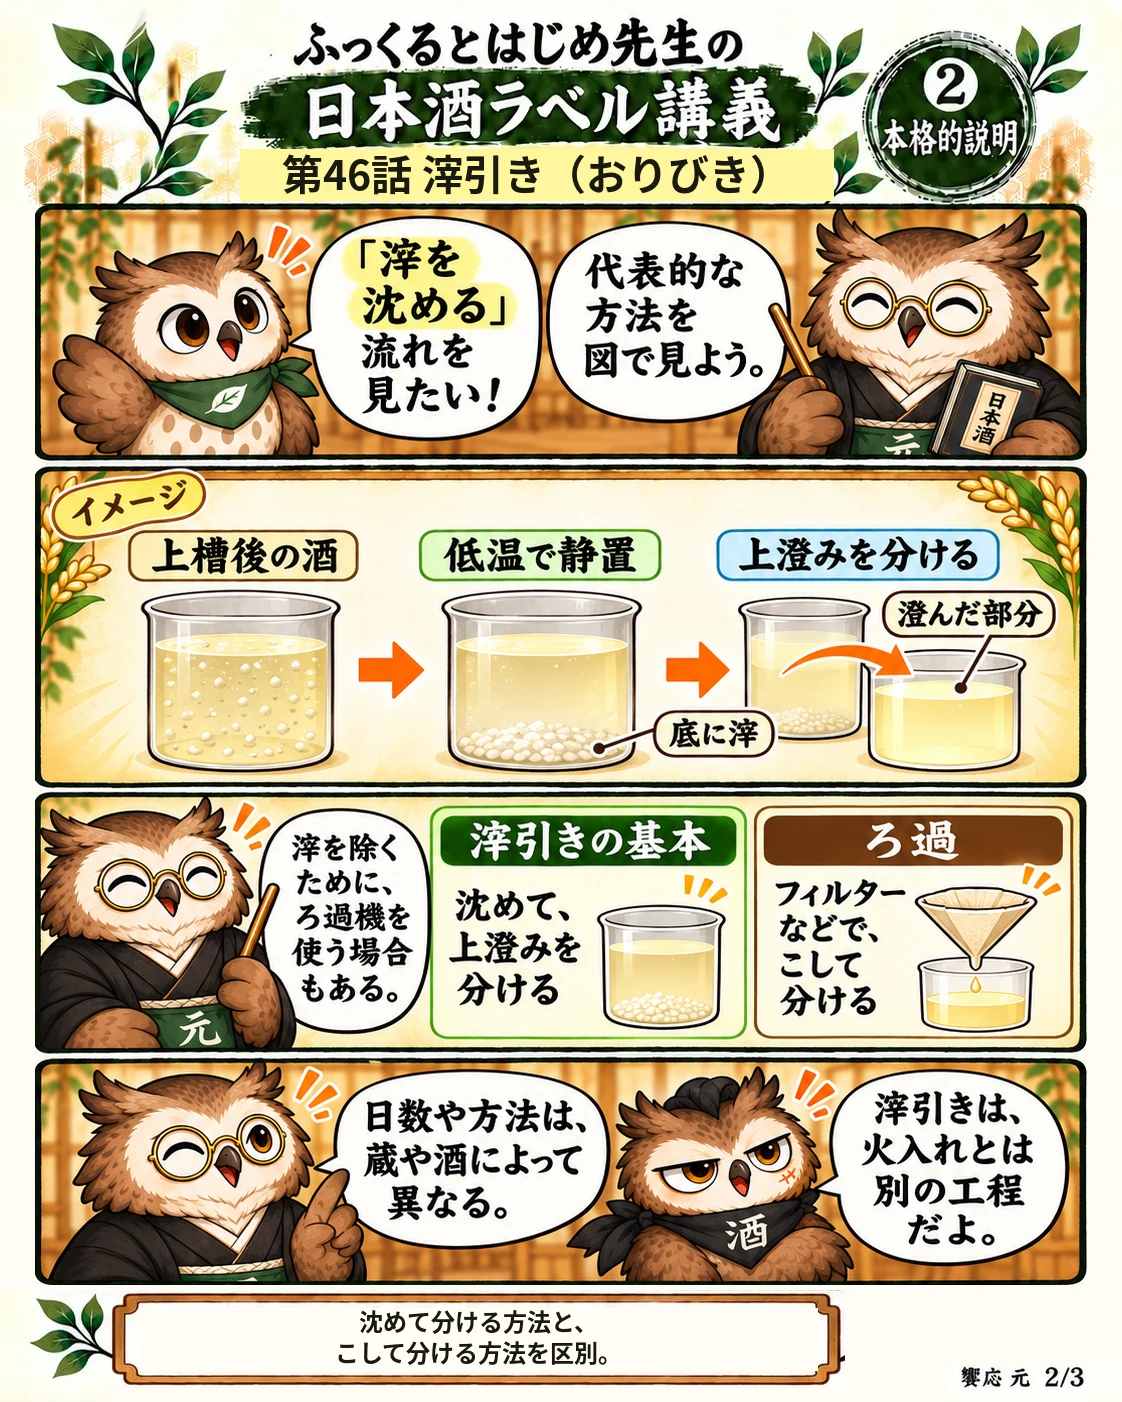 ふっくるとはじめ先生の
日本酒ラベル講義
2
本格的説明
第46話 滓引き（おりびき）
「滓を
沈める」
流れを
見たい！
代表的な
方法を
図で見よう。
日本酒
元
イメージ
上槽後の酒
低温で静置
上澄みを分ける
澄んだ部分
底に滓
滓を除く
ために、
ろ過機を
使う場合
もある。
元
滓引きの基本
沈めて、
上澄みを
分ける
ろ過
フィルター
などで、
こして
分ける
日数や方法は、
蔵や酒によって
異なる。
酒
滓引きは、
火入れとは
別の工程
だよ。
沈めて分ける方法と、
こして分ける方法を区別。
饗応 元 2/3